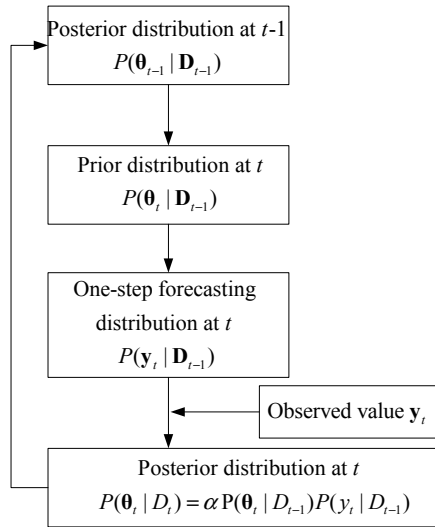 Posterior distribution at t-1
P(θ_{t−1} | D_{t−1})
Prior distribution at t
P(θ_t | D_{t−1})
One-step forecasting
distribution at t
P(y_t | D_{t−1})
Observed value y_t
Posterior distribution at t
P(θ_t | D_t) = αP(θ_t | D_{t−1})P(y_t | D_{t−1})